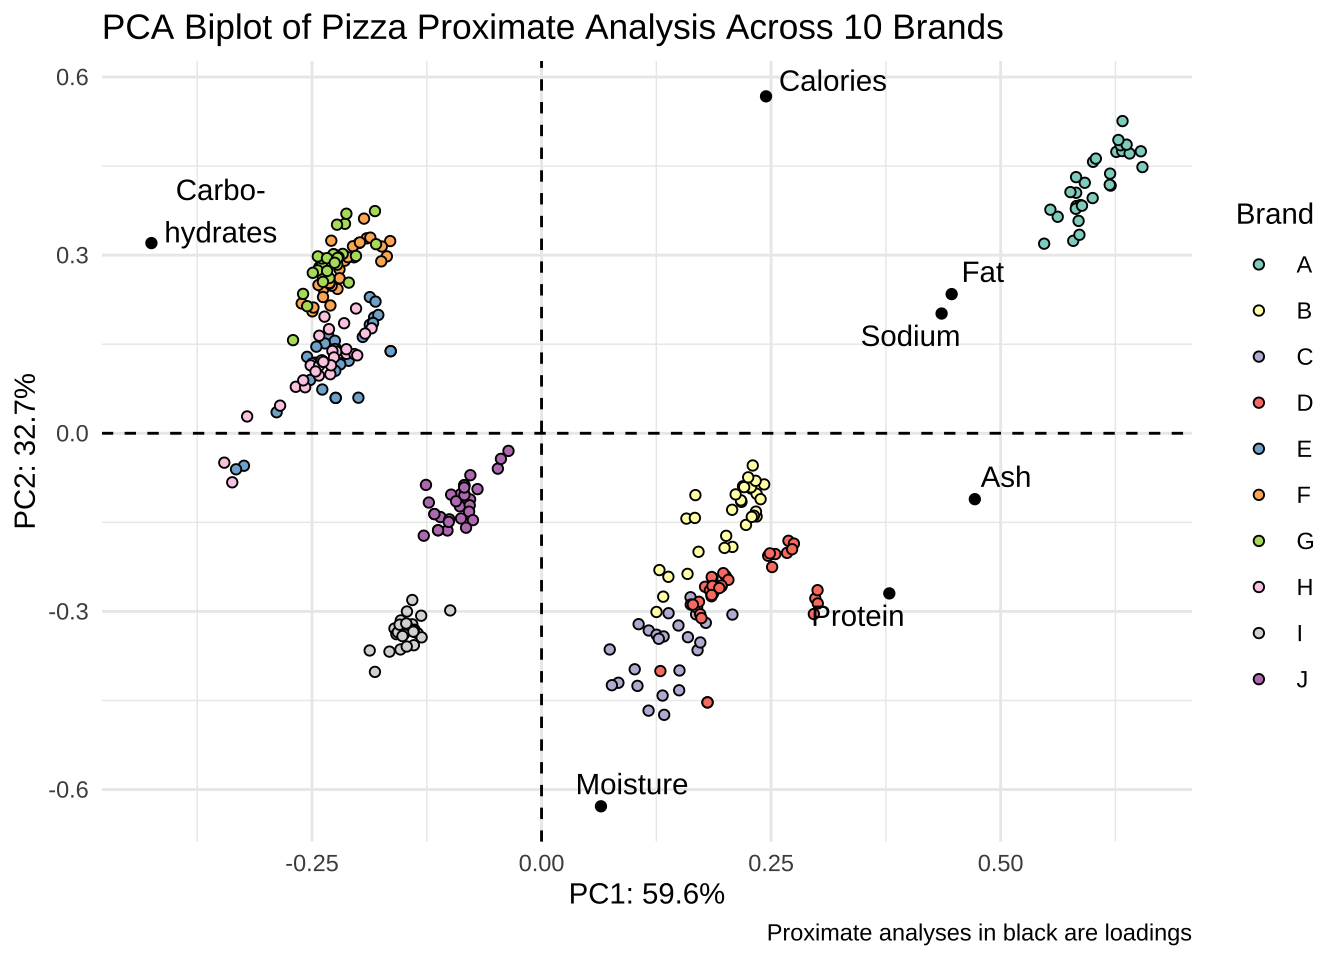 PCA Biplot of Pizza Proximate Analysis Across 10 Brands
0.6
0.3
0.0
-0.3
-0.6
PC2: 32.7%
Calories
Carbo-
hydrates
Fat
Sodium
Ash
Protein
Moisture
-0.25
0.00
0.25
0.50
PC1: 59.6%
Brand
A
B
C
D
E
F
G
H
I
J
Proximate analyses in black are loadings